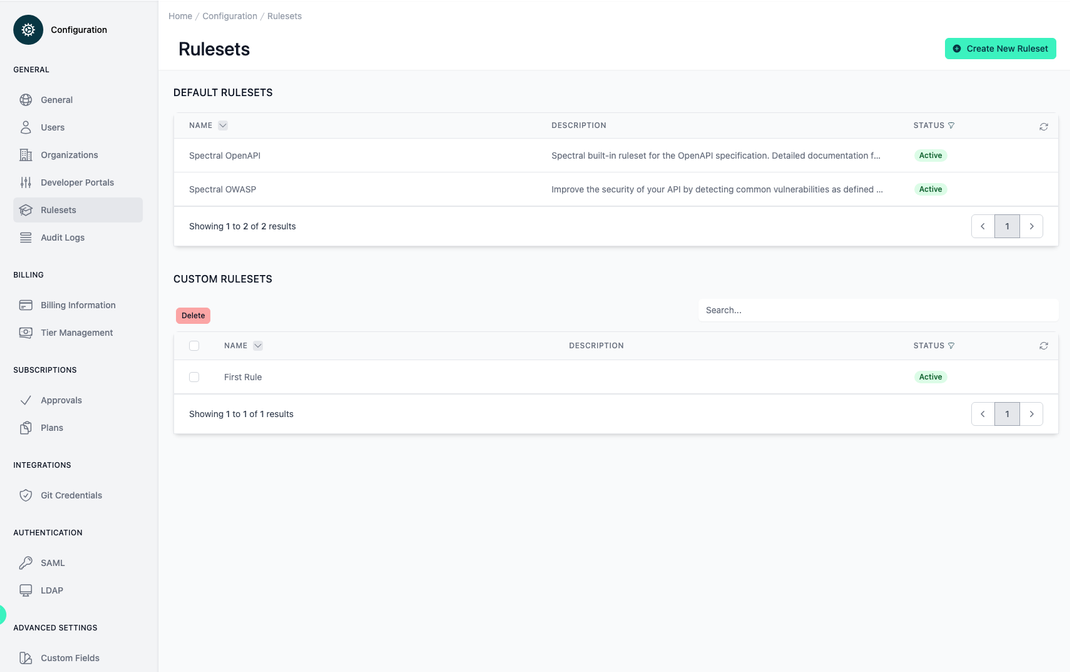 Configuration
GENERAL
General
Users
Organizations
Developer Portals
Rulesets
Audit Logs
BILLING
Billing Information
Tier Management
SUBSCRIPTIONS
Approvals
Plans
INTEGRATIONS
Git Credentials
AUTHENTICATION
SAML
LDAP
ADVANCED SETTINGS
Custom Fields
Home / Configuration / Rulesets
Rulesets
Create New Ruleset
DEFAULT RULESETS
NAME DESCRIPTION STATUS
Spectral OpenAPI Spectral built-in ruleset for the OpenAPI specification. Detailed documentation f... Active
Spectral OWASP Improve the security of your API by detecting common vulnerabilities as defined ... Active
Showing 1 to 2 of 2 results 1
CUSTOM RULESETS
Delete Search...
NAME DESCRIPTION STATUS
First Rule Active
Showing 1 to 1 of 1 results 1